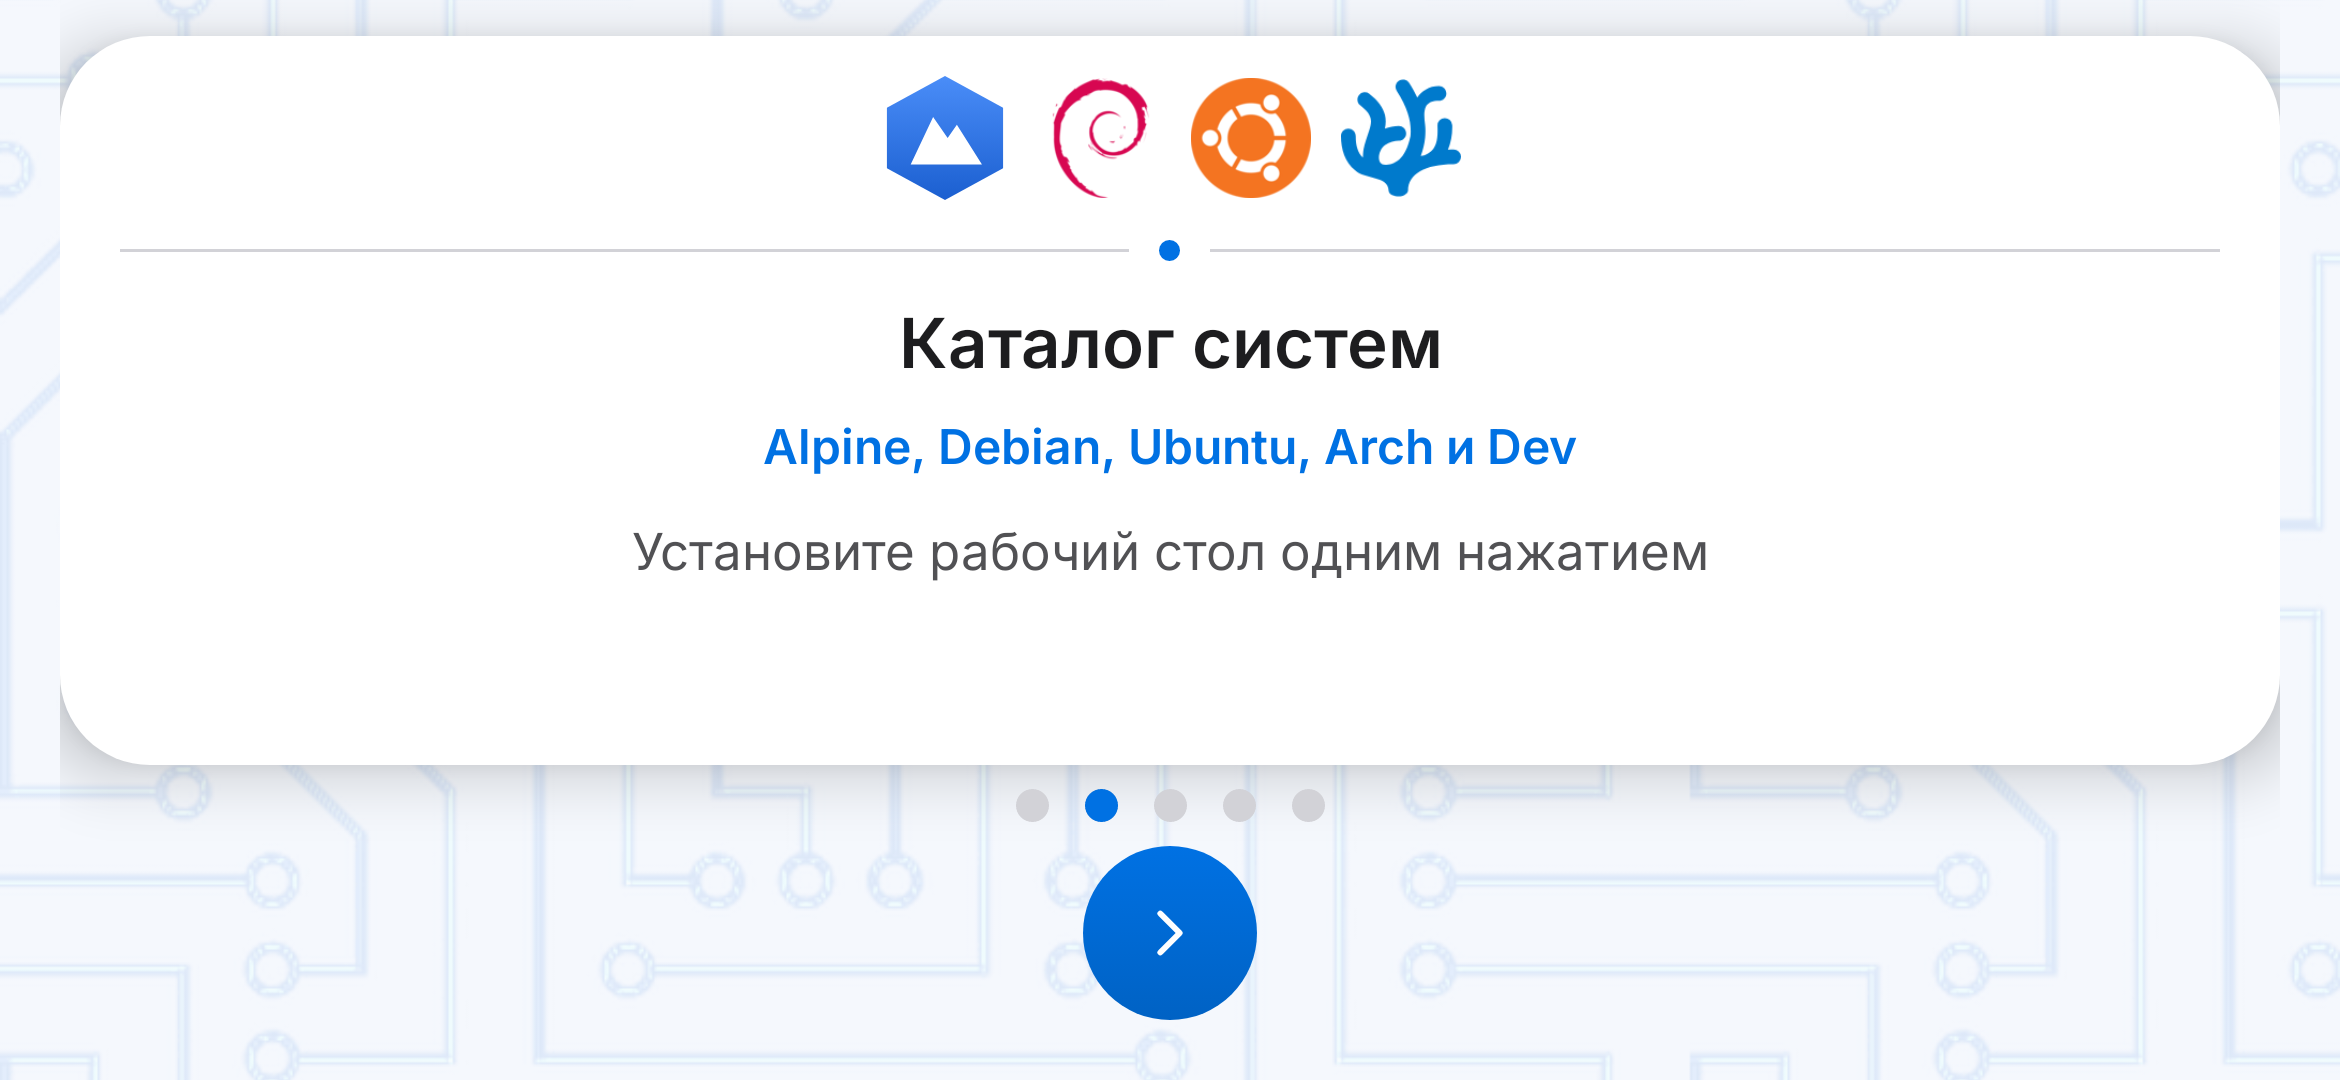 Каталог систем
Alpine, Debian, Ubuntu, Arch и Dev
Установите рабочий стол одним нажатием